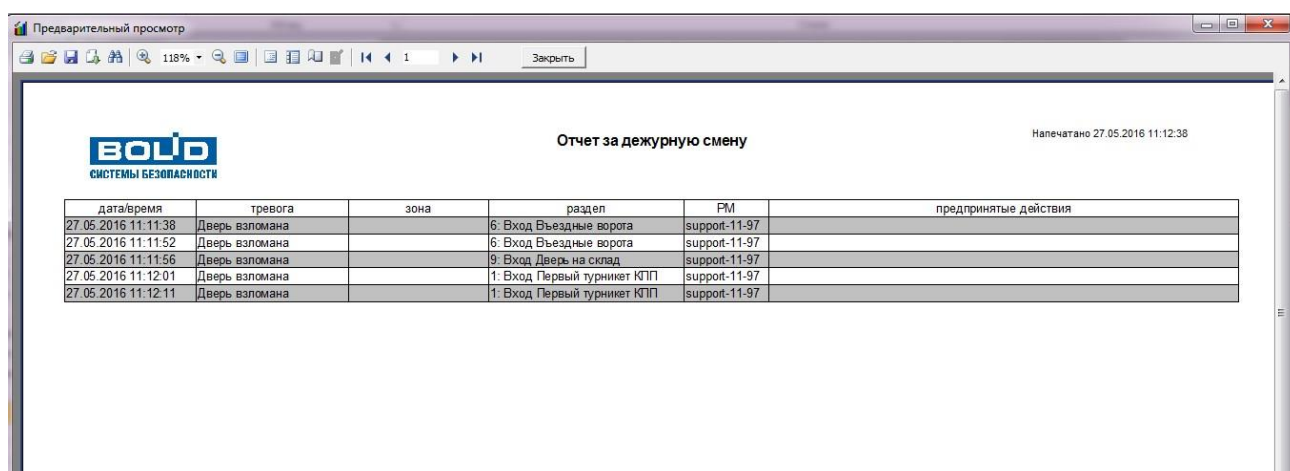 Предварительный просмотр
118%
1
Закрыть
BOLID
СИСТЕМЫ БЕЗОПАСНОСТИ
Отчет за дежурную смену
Напечатано 27.05.2016 11:12:38
дата/время тревога зона раздел РМ предпринятые действия
27.05.2016 11:11:38 Дверь взломана 6: Вход Въездные ворота support-11-97
27.05.2016 11:11:52 Дверь взломана 6: Вход Въездные ворота support-11-97
27.05.2016 11:11:56 Дверь взломана 9: Вход Дверь на склад support-11-97
27.05.2016 11:12:01 Дверь взломана 1: Вход Первый турникет КПП support-11-97
27.05.2016 11:12:11 Дверь взломана 1: Вход Первый турникет КПП support-11-97